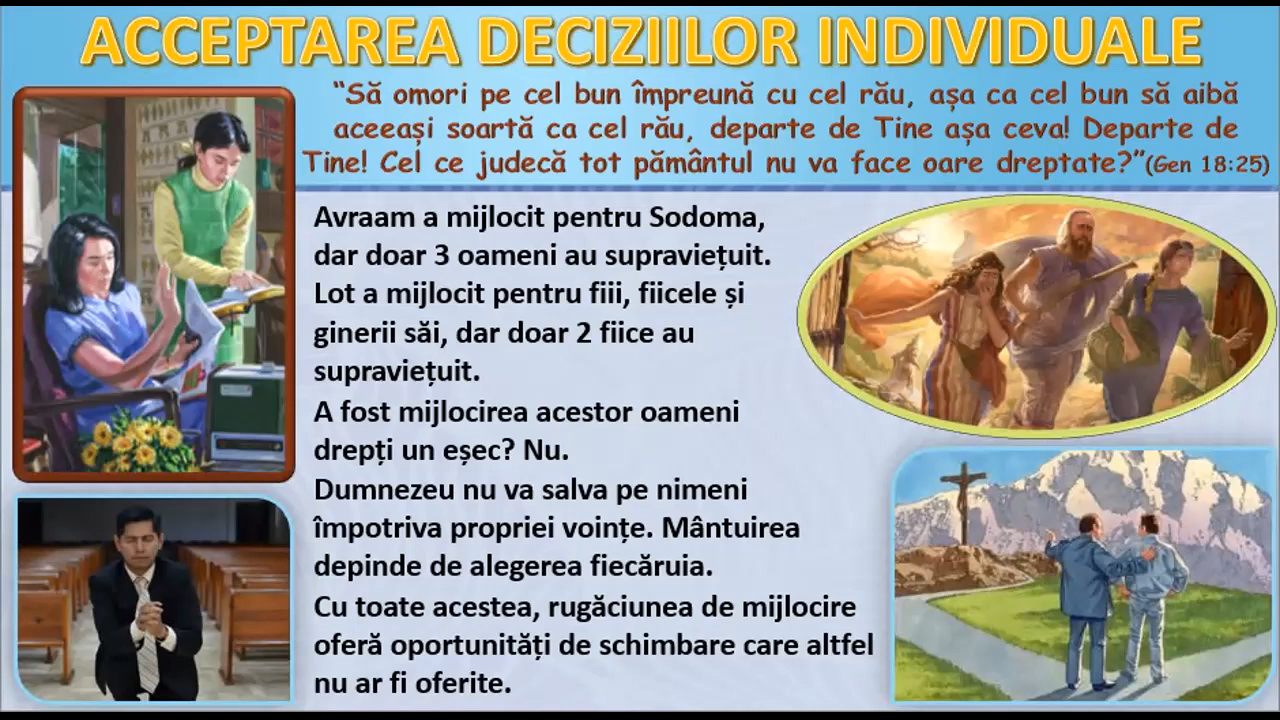 ACCEPTAREA DECIZIILOR INDIVIDUALE
“Să omori pe cel bun împreună cu cel rău, așa ca cel bun să aibă
aceeași soartă ca cel rău, departe de Tine așa ceva! Departe de
Tine! Cel ce judecă tot pământul nu va face oare dreptate?”(Gen 18:25)
Avraam a mijlocit pentru Sodoma,
dar doar 3 oameni au supraviețuit.
Lot a mijlocit pentru fiii, fiicele și
ginerii săi, dar doar 2 fiice au
supraviețuit.
A fost mijlocirea acestor oameni
drepți un eșec? Nu.
Dumnezeu nu va salva pe nimeni
împotriva propriei voințe. Mântuirea
depinde de alegerea fiecăruia.
Cu toate acestea, rugăciunea de mijlocire
oferă oportunități de schimbare care altfel
nu ar fi oferite.